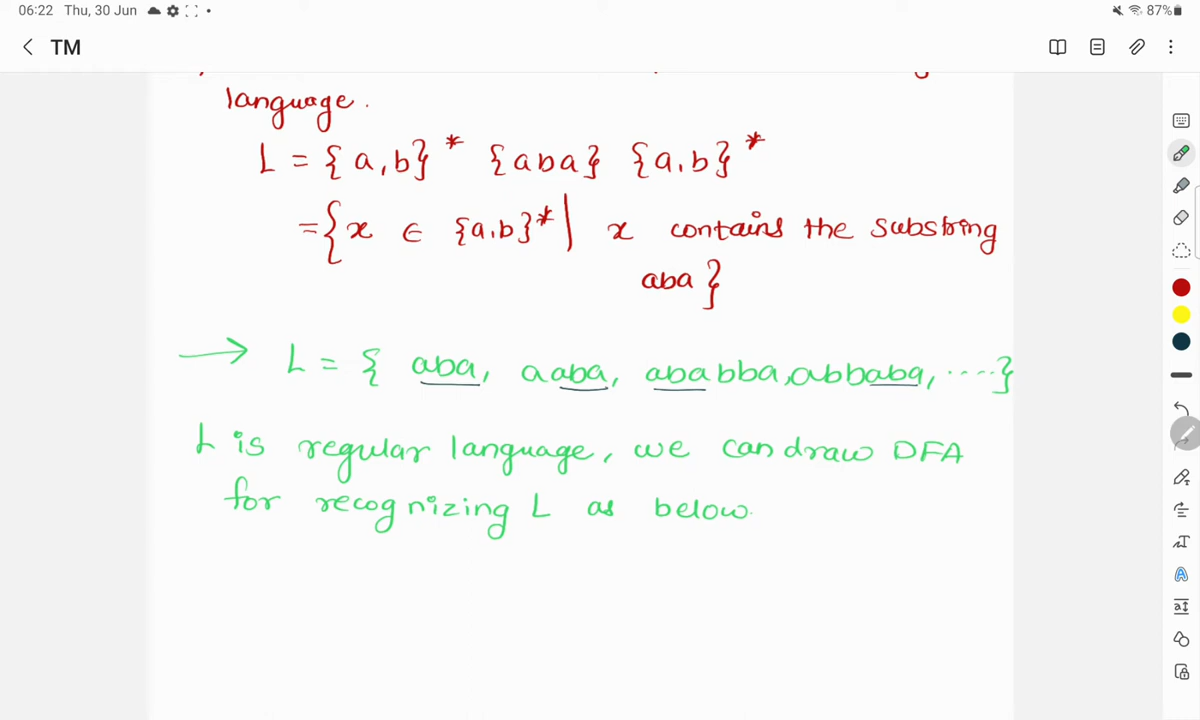 06:22 Thu, 30 Jun 87%
TM
language.
L = { a, b}* {aba} {a,b}*
= { x ∈ {a,b}* | x contains the substring
aba }
→ L = { aba, aaba, ababba, abbaba, ....}
L is regular language, we can draw DFA
for recognizing L as below.